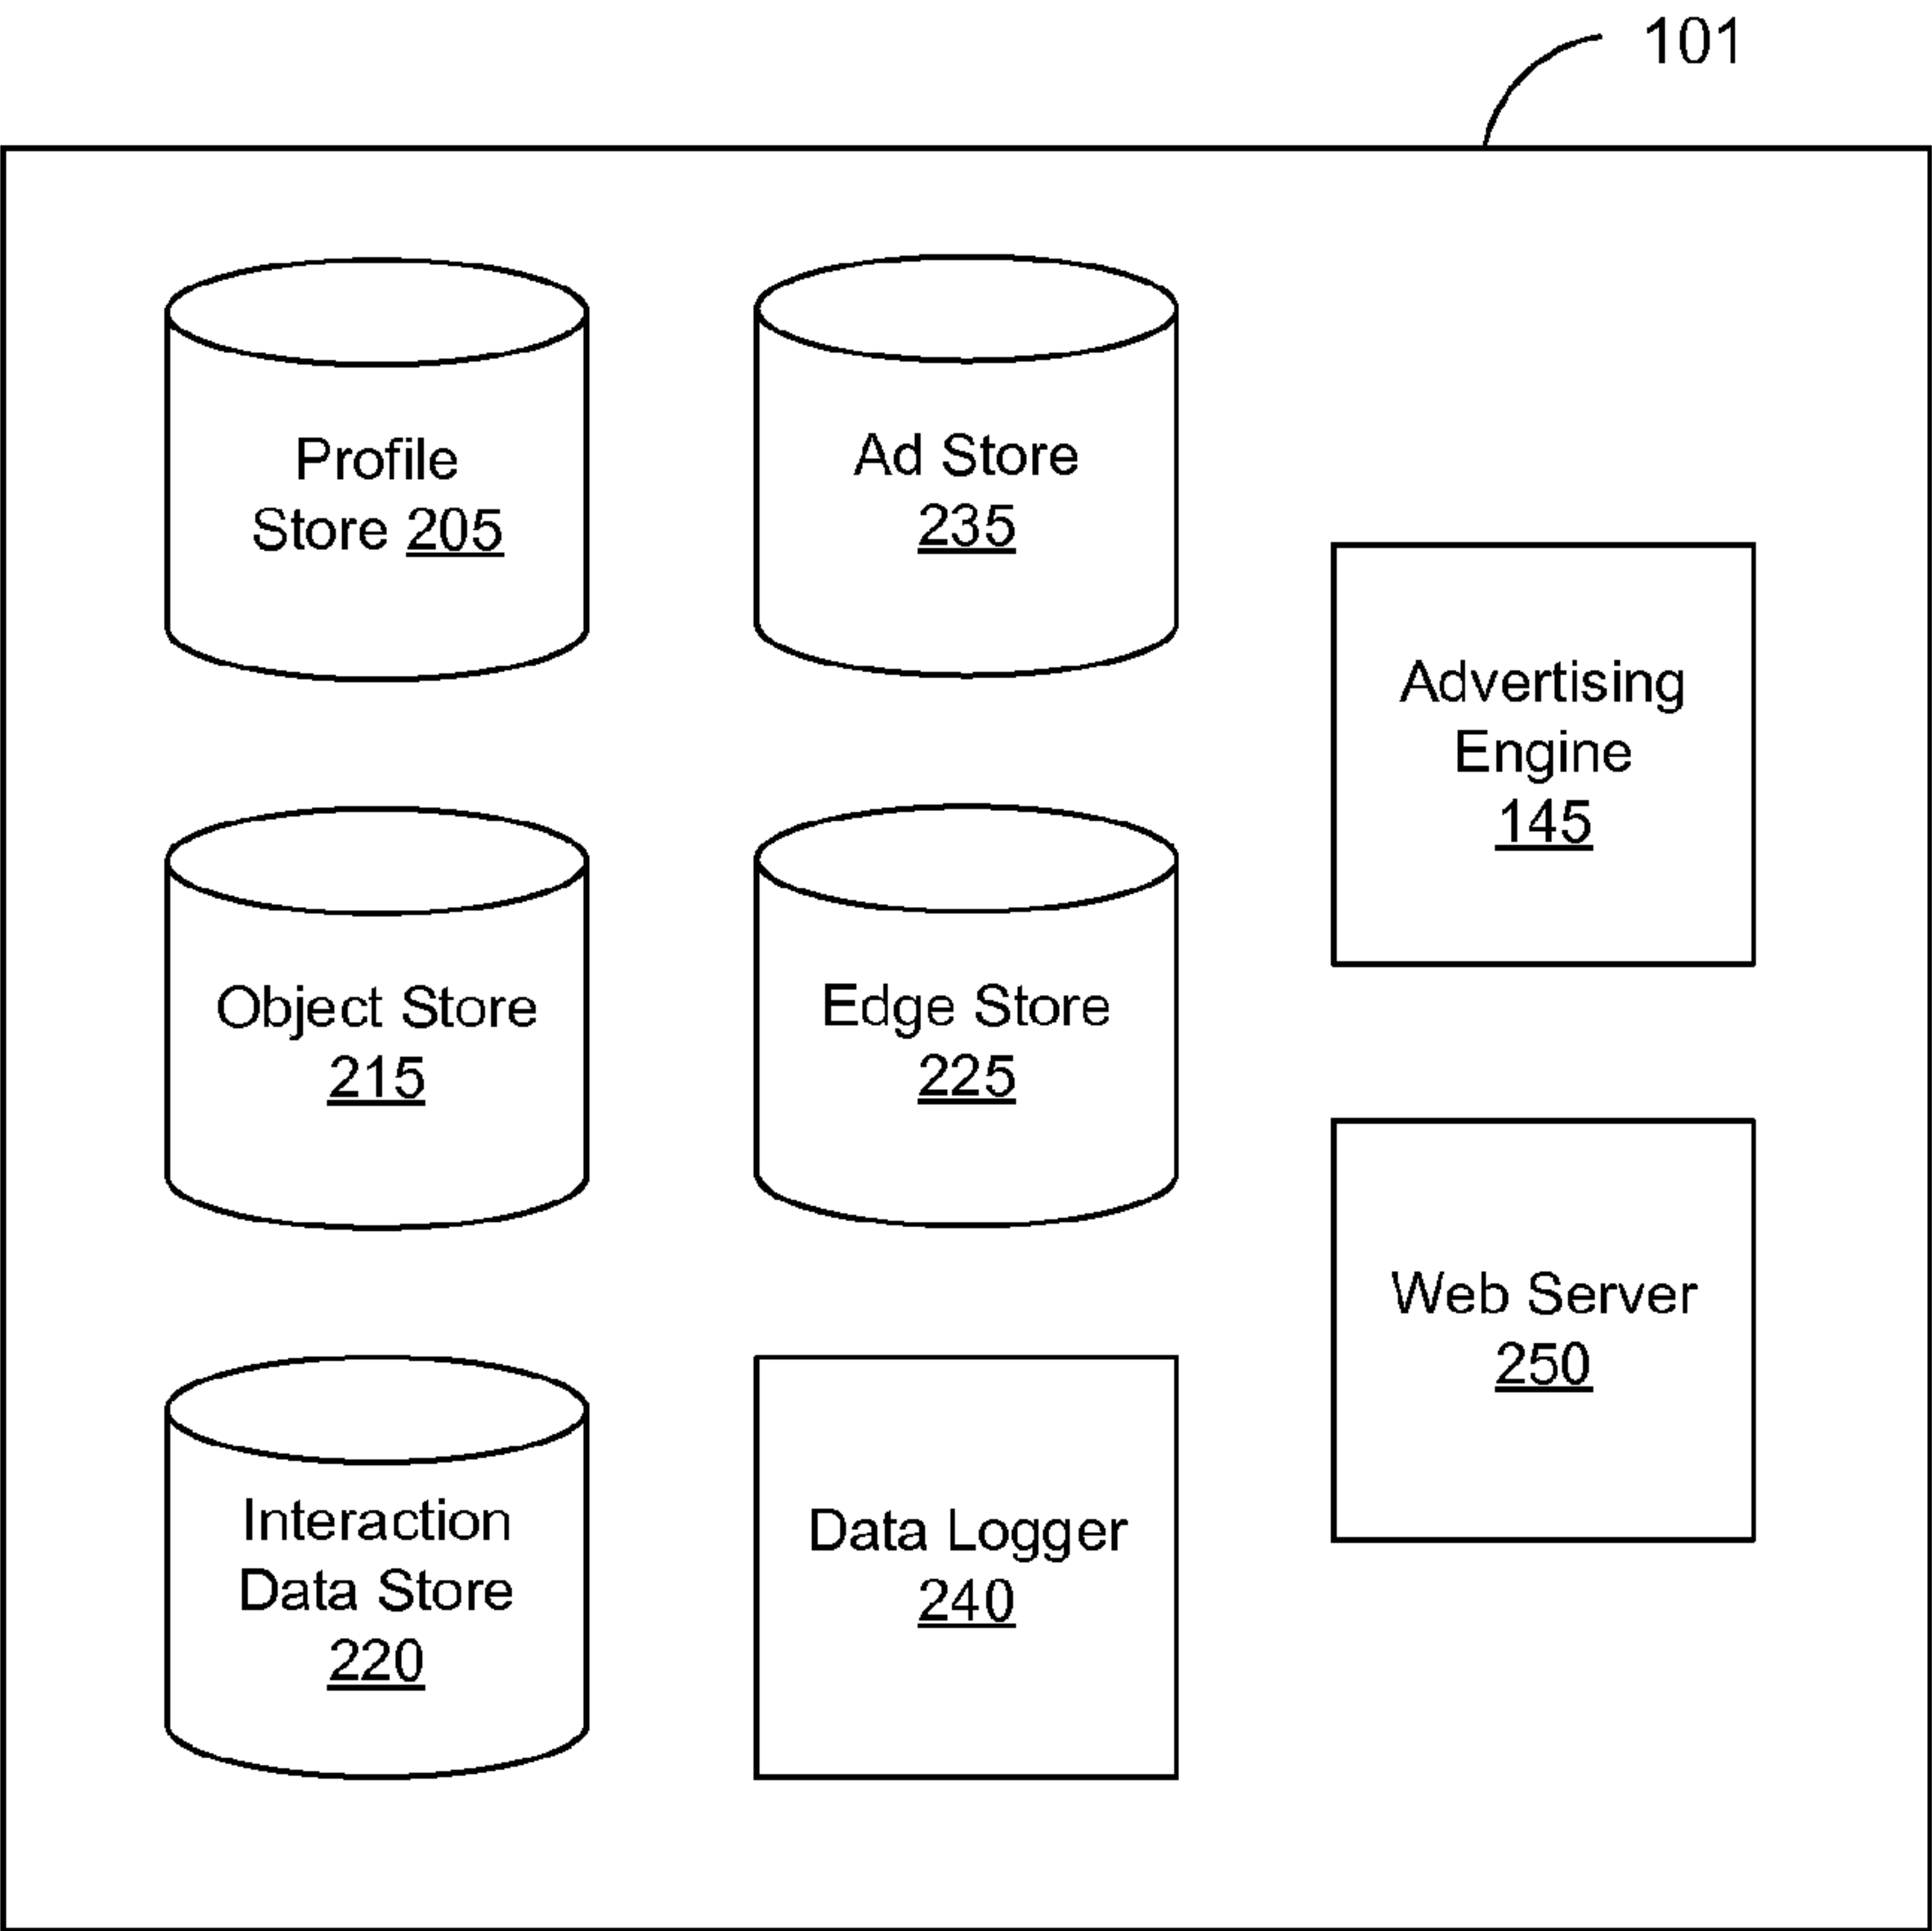 101
Profile
Store 205
Ad Store
235
Advertising
Engine
145
Object Store
215
Edge Store
225
Web Server
250
Interaction
Data Store
220
Data Logger
240